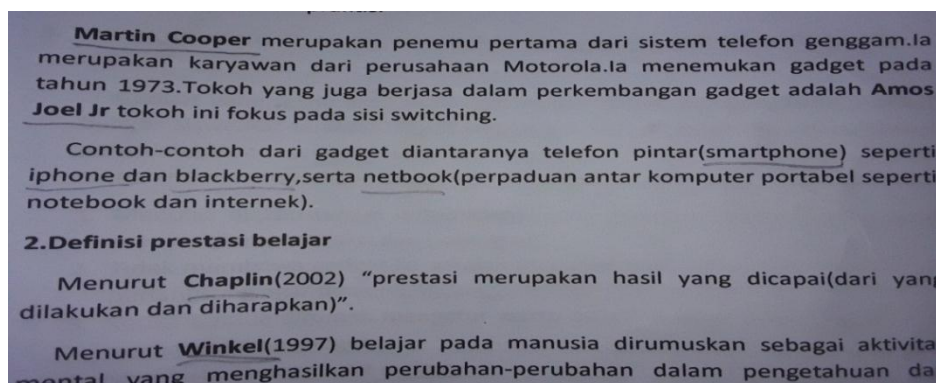 Martin Cooper merupakan penemu pertama dari sistem telefon genggam.Ia
merupakan karyawan dari perusahaan Motorola.Ia menemukan gadget pada
tahun 1973.Tokoh yang juga berjasa dalam perkembangan gadget adalah Amos
Joel Jr tokoh ini fokus pada sisi switching.
Contoh-contoh dari gadget diantaranya telefon pintar(smartphone) seperti
iphone dan blackberry,serta netbook(perpaduan antar komputer portabel seperti
notebook dan internek).
2.Definisi prestasi belajar
Menurut Chaplin(2002) “prestasi merupakan hasil yang dicapai(dari yang
dilakukan dan diharapkan)”.
Menurut Winkel(1997) belajar pada manusia dirumuskan sebagai aktivita
mental yang menghasilkan perubahan-perubahan dalam pengetahuan da